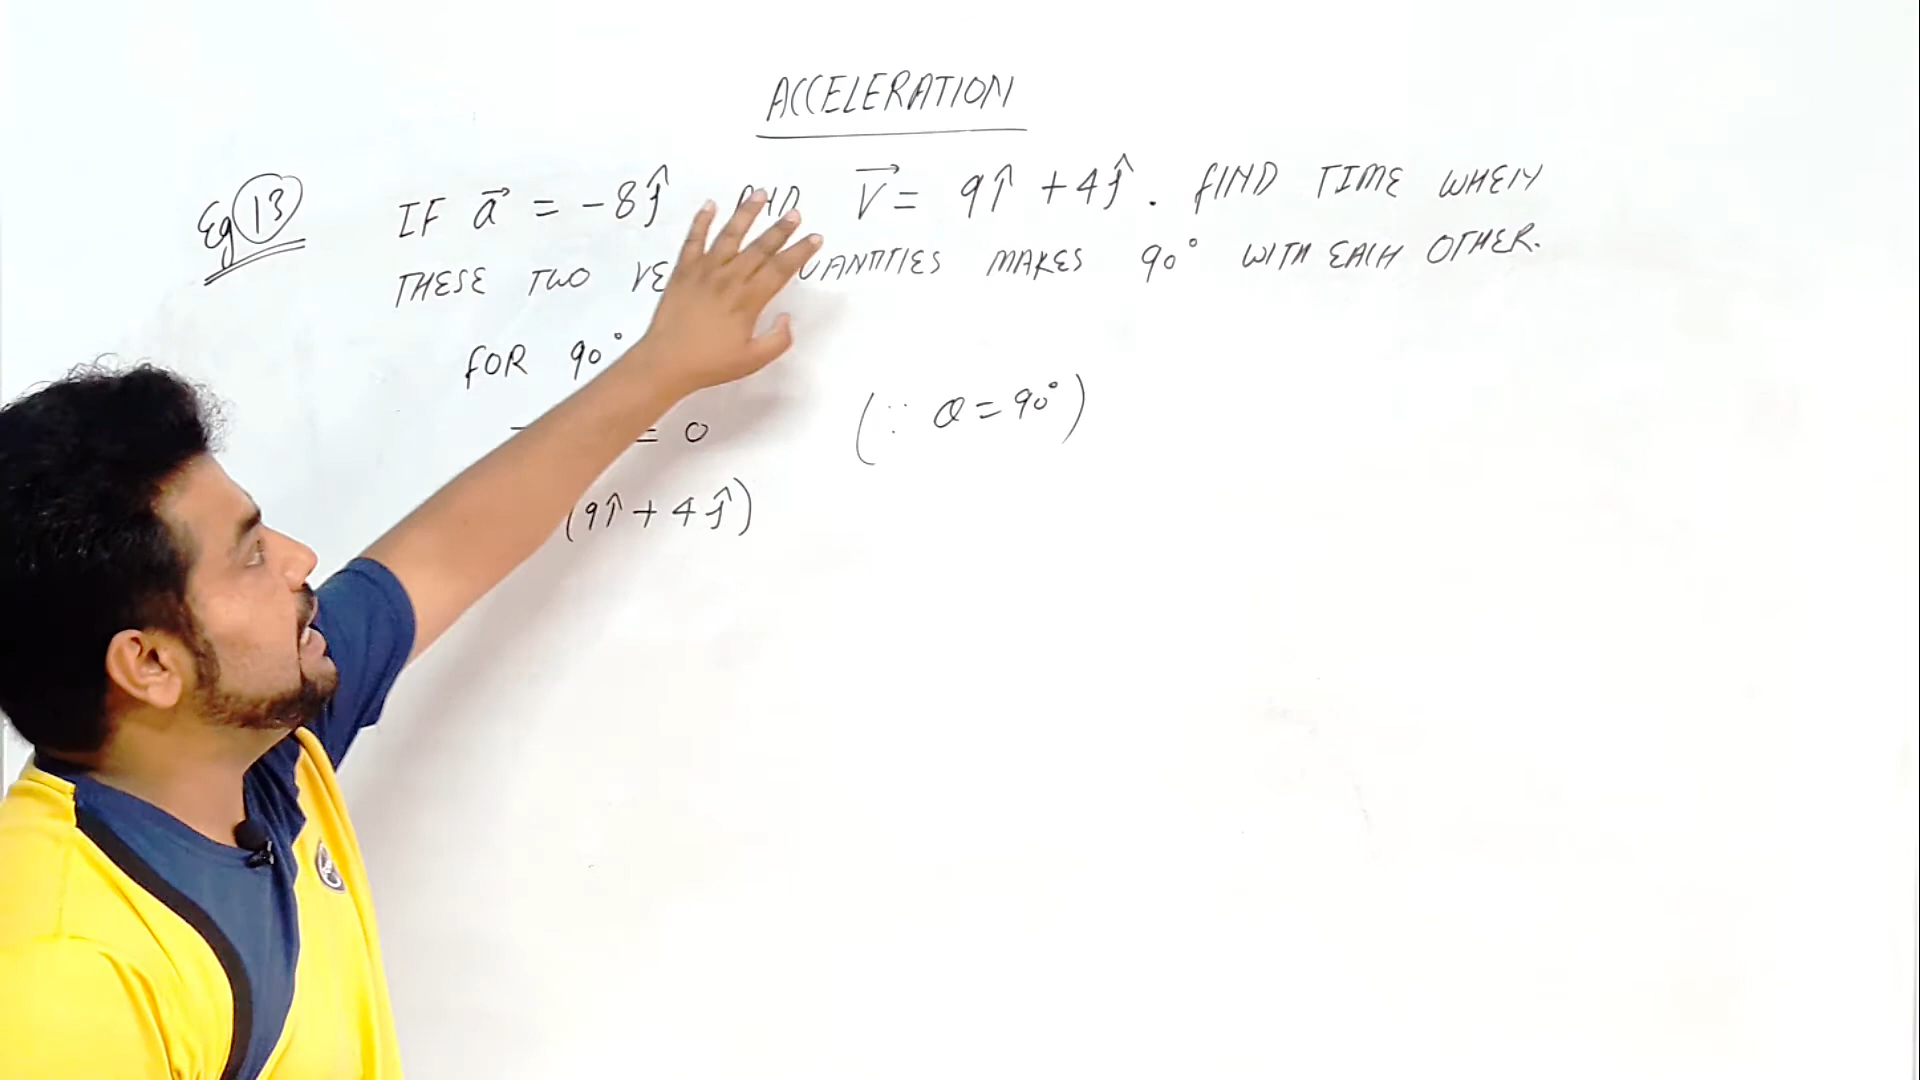 ACCELERATION
Eg 13 IF a⃗ = -8ĵ AND V⃗ = 9î + 4ĵ. FIND TIME WHEN
THESE TWO QUANTITIES MAKES 90° WITH EACH OTHER.
FOR 90°
= 0 (∵ θ = 90°)
(9î + 4ĵ)